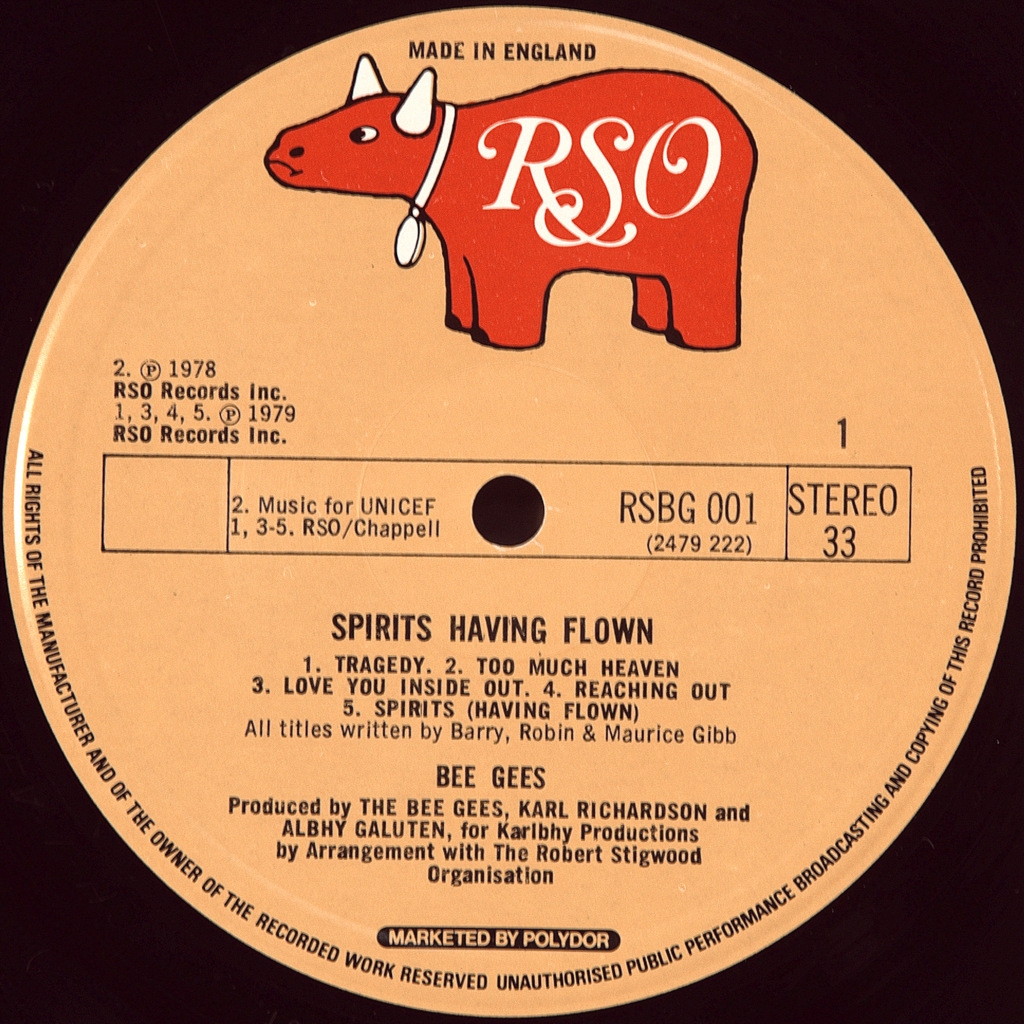 MADE IN ENGLAND
RSO
2. ℗ 1978
RSO Records Inc.
1, 3, 4, 5. ℗ 1979
RSO Records Inc.
1
2. Music for UNICEF
1, 3-5. RSO/Chappell
RSBG 001
(2479 222)
STEREO
33
SPIRITS HAVING FLOWN
1. TRAGEDY. 2. TOO MUCH HEAVEN
3. LOVE YOU INSIDE OUT. 4. REACHING OUT
5. SPIRITS (HAVING FLOWN)
All titles written by Barry, Robin & Maurice Gibb
BEE GEES
Produced by THE BEE GEES, KARL RICHARDSON and
ALBHY GALUTEN, for Karlbhy Productions
by Arrangement with The Robert Stigwood
Organisation
MARKETED BY POLYDOR
ALL RIGHTS OF THE MANUFACTURER AND OF THE OWNER OF THE RECORDED WORK RESERVED UNAUTHORISED PUBLIC PERFORMANCE BROADCASTING AND COPYING OF THIS RECORD PROHIBITED